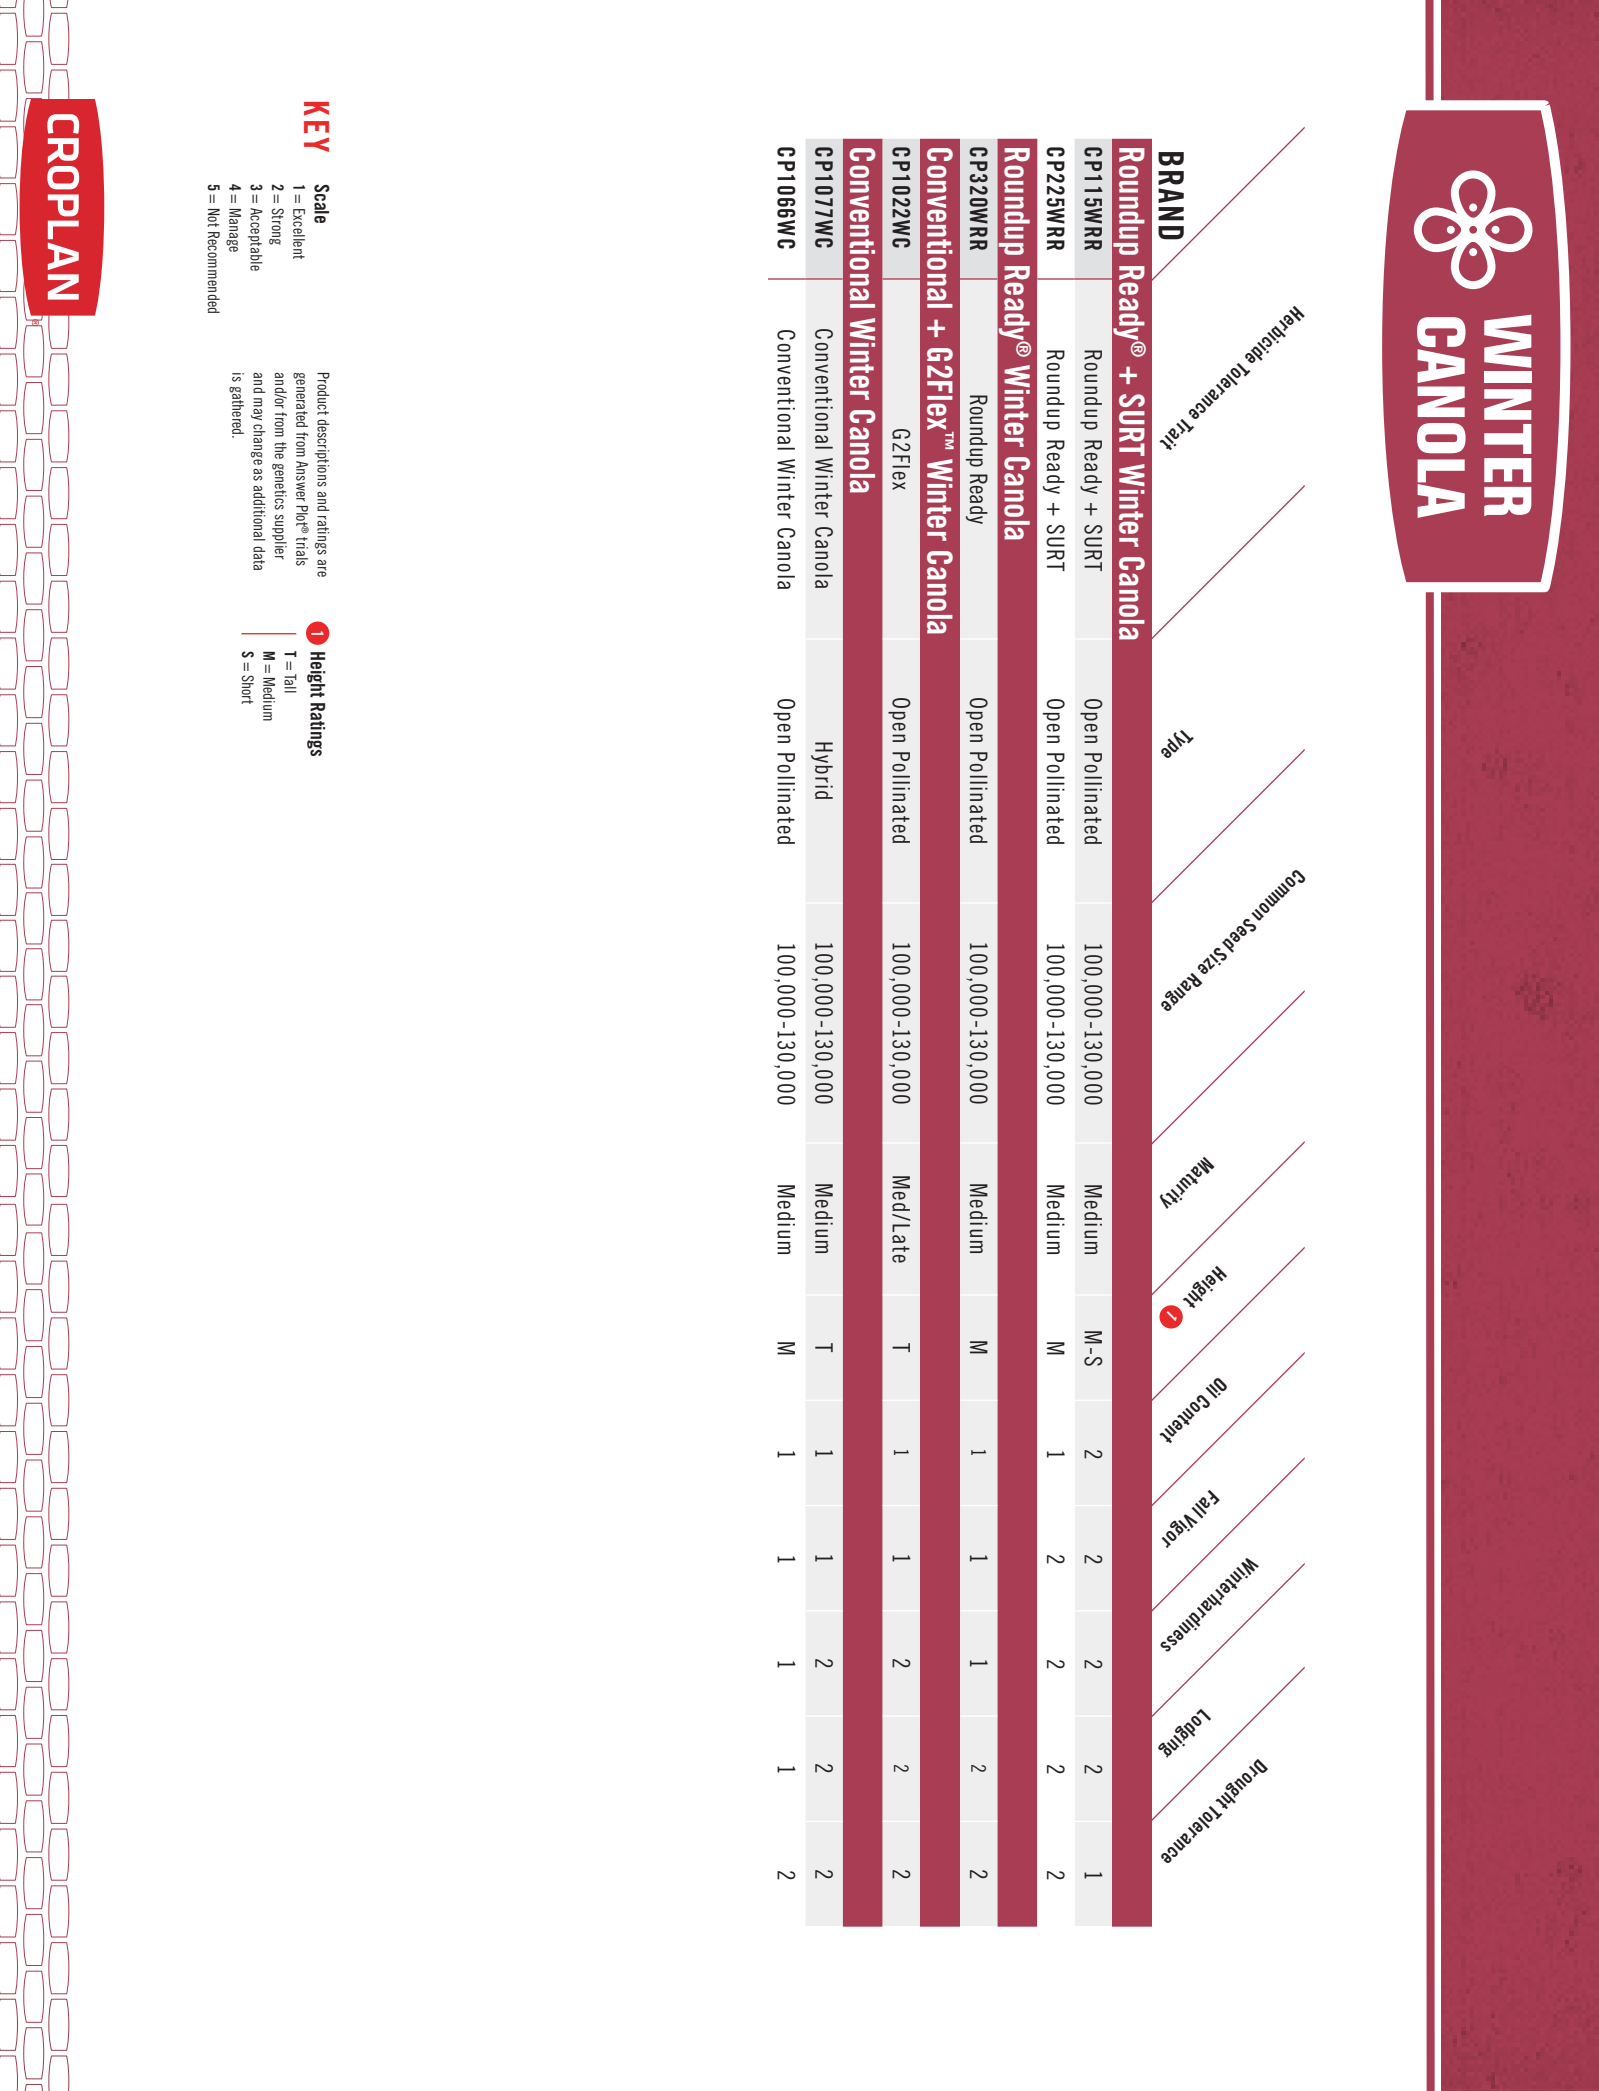 WINTER
CANOLA
BRAND
Herbicide Tolerance Trait
Type
Common Seed Size Range
Maturity
Height 1
Oil Content
Fall Vigor
Winterhardiness
Lodging
Drought Tolerance
Roundup Ready® + SURT Winter Canola
CP115WRR Roundup Ready + SURT Open Pollinated 100,000-130,000 Medium M-S 2 2 2 2 1
CP225WRR Roundup Ready + SURT Open Pollinated 100,000-130,000 Medium M 1 2 2 2 2
Roundup Ready® Winter Canola
CP320WRR Roundup Ready Open Pollinated 100,000-130,000 Medium M 1 1 1 2 2
Conventional + G2Flex™ Winter Canola
CP1022WC G2Flex Open Pollinated 100,000-130,000 Med/Late T 1 1 2 2 2
Conventional Winter Canola
CP1077WC Conventional Winter Canola Hybrid 100,000-130,000 Medium T 1 1 2 2 2
CP1066WC Conventional Winter Canola Open Pollinated 100,000-130,000 Medium M 1 1 1 1 2
KEY
Scale
1 = Excellent
2 = Strong
3 = Acceptable
4 = Manage
5 = Not Recommended
Product descriptions and ratings are
generated from Answer Plot® trials
and/or from the genetics supplier
and may change as additional data
is gathered.
1 Height Ratings
T = Tall
M = Medium
S = Short
CROPLAN®